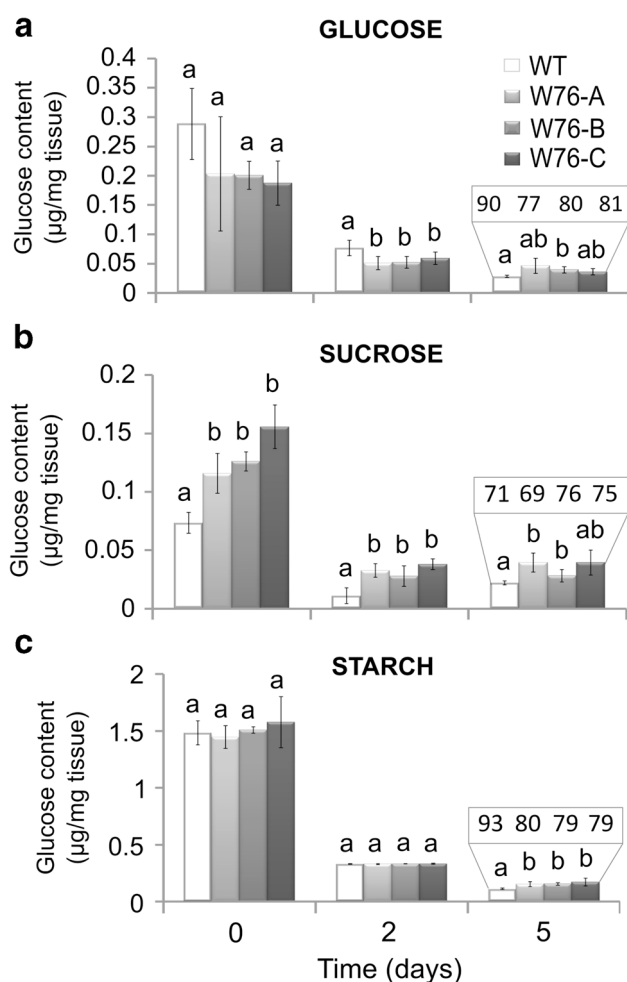 a
GLUCOSE
Glucose content
(µg/mg tissue)
0.4
0.35
0.3
0.25
0.2
0.15
0.1
0.05
0
WT
W76-A
W76-B
W76-C
a a a a
a b b b
90 77 80 81
a ab b ab
b
SUCROSE
Glucose content
(µg/mg tissue)
0.2
0.15
0.1
0.05
0
a b b b
a b b b
71 69 76 75
a b b ab
c
STARCH
Glucose content
(µg/mg tissue)
2
1.5
1
0.5
0
a a a a
a a a a
93 80 79 79
a b b b
0 2 5
Time (days)